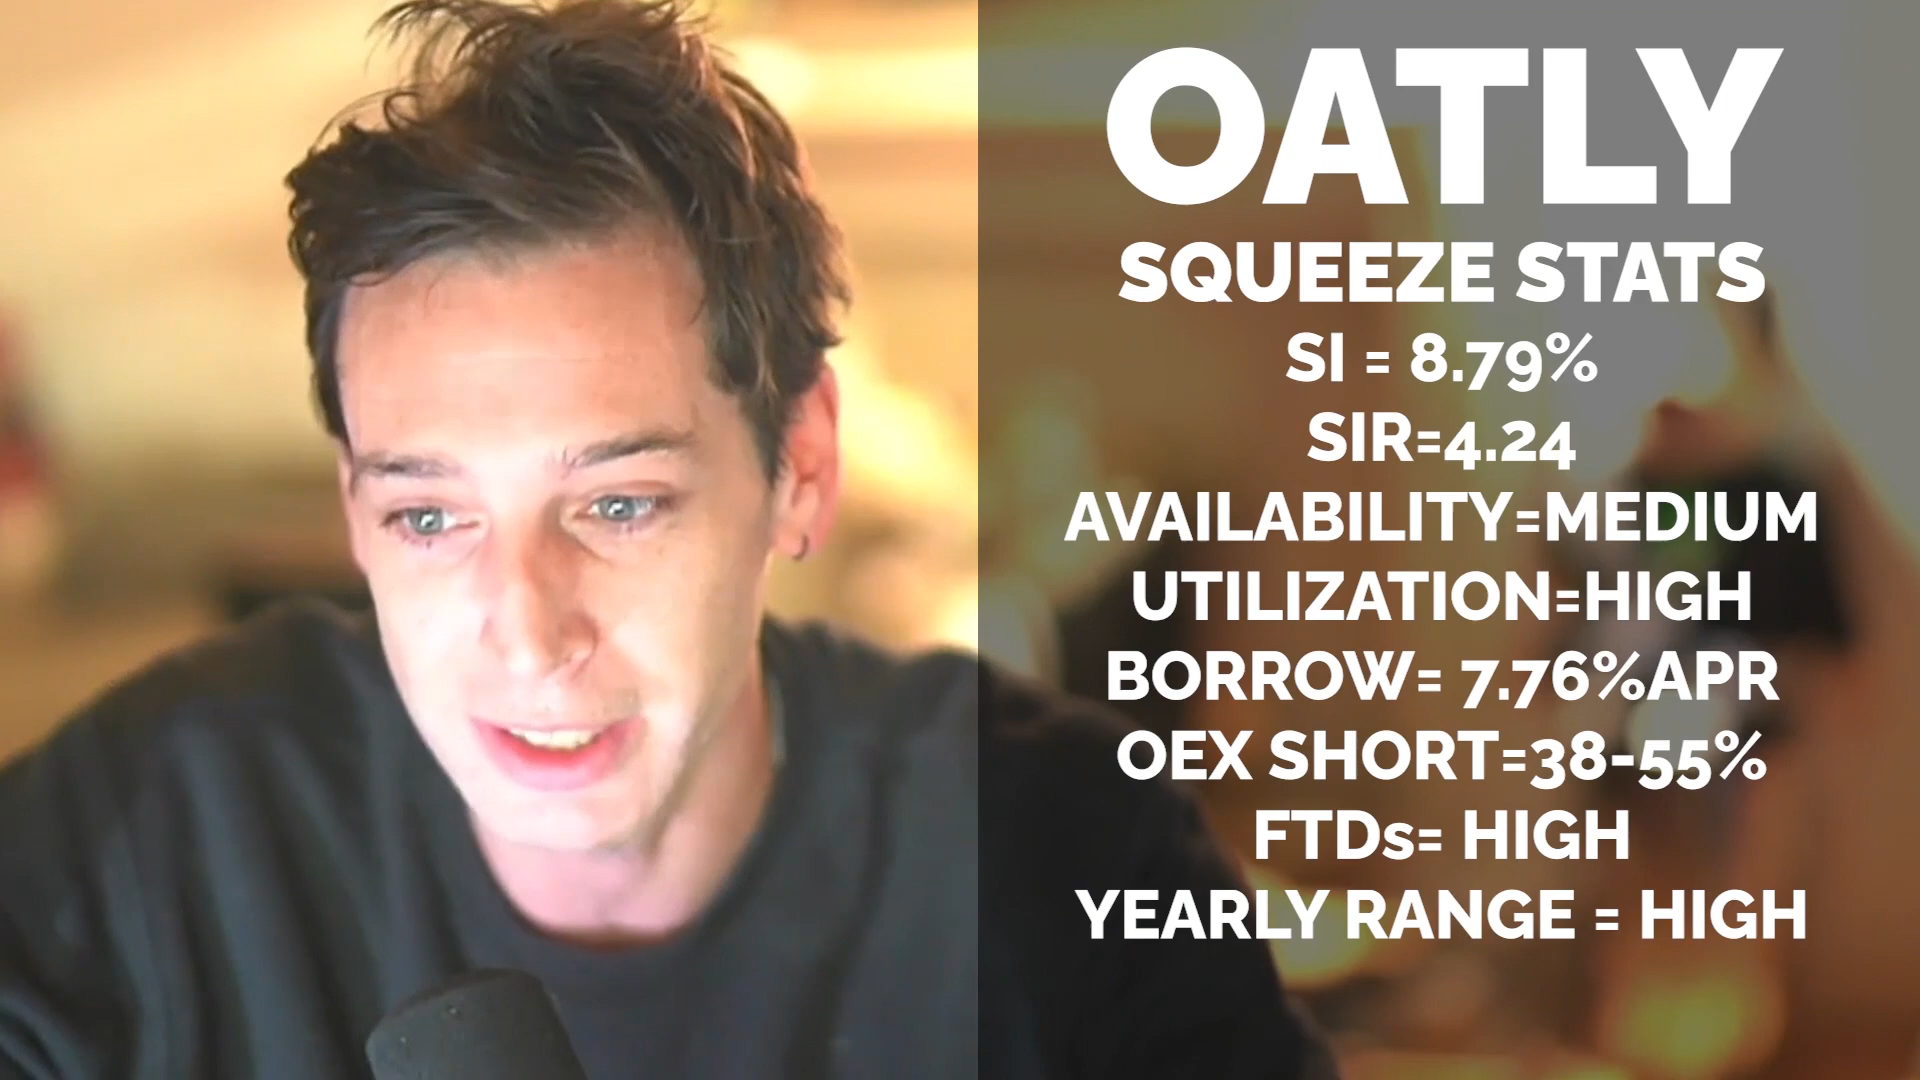 OATLY
SQUEEZE STATS
SI = 8.79%
SIR=4.24
AVAILABILITY=MEDIUM
UTILIZATION=HIGH
BORROW= 7.76%APR
OEX SHORT=38-55%
FTDs= HIGH
YEARLY RANGE = HIGH